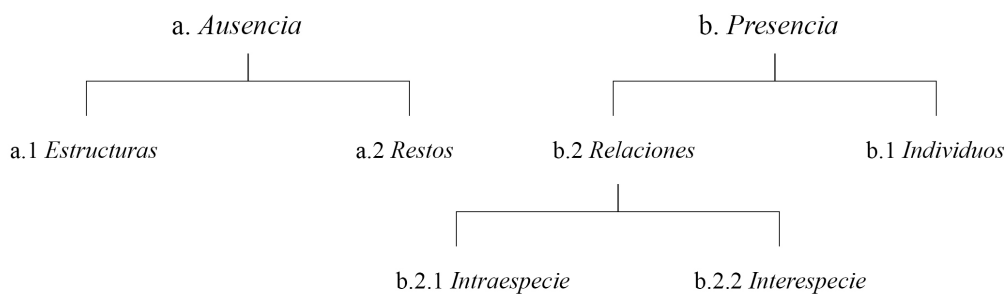 a. Ausencia
b. Presencia
a.1 Estructuras
a.2 Restos
b.2 Relaciones
b.1 Individuos
b.2.1 Intraespecie
b.2.2 Interespecie